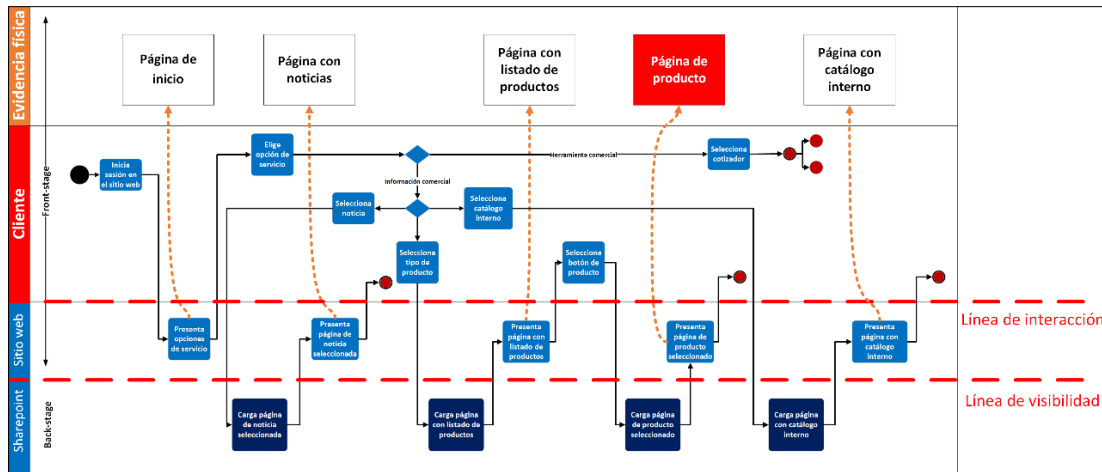 Evidencia física
Página de
inicio
Página con
noticias
Página con
listado de
productos
Página de
producto
Página con
catálogo
interno
Front-stage
Cliente
Inicia
sesión en
el sitio web
Elige
opción de
servicio
Herramienta comercial
Selecciona
cotizador
Información comercial
Selecciona
noticia
Selecciona
catálogo
interno
Selecciona
tipo de
producto
Selecciona
botón de
producto
Línea de interacción
Sitio web
Presenta
opciones
de servicio
Presenta
página de
noticia
seleccionada
Presenta
página con
listado de
productos
Presenta
página de
producto
seleccionado
Presenta
página con
catálogo
interno
Línea de visibilidad
Sharepoint
Back-stage
Carga página
de noticia
seleccionada
Carga página
con listado de
productos
Carga página
de producto
seleccionado
Carga página
con catálogo
interno